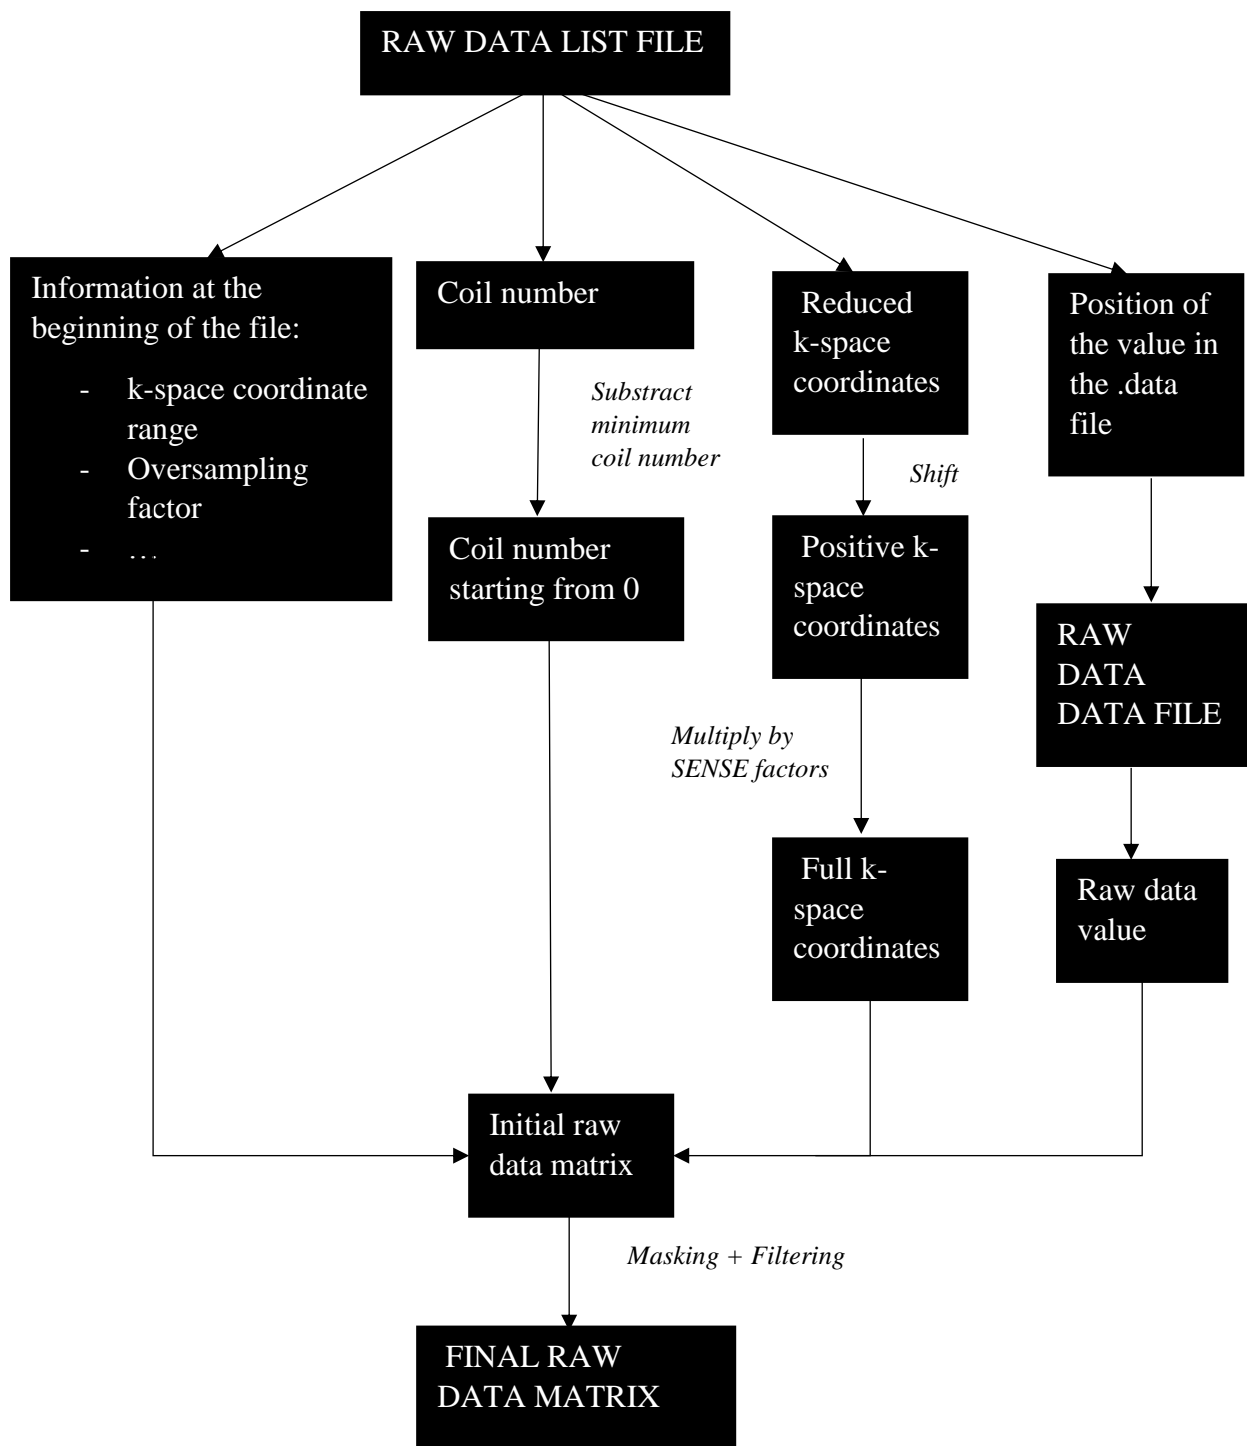 RAW DATA LIST FILE
Information at the
beginning of the file:
- k-space coordinate
range
- Oversampling
factor
- …
Coil number
Substract
minimum
coil number
Coil number
starting from 0
Reduced
k-space
coordinates
Shift
Positive k-
space
coordinates
Multiply by
SENSE factors
Full k-
space
coordinates
Position of
the value in
the .data
file
RAW
DATA
DATA FILE
Raw data
value
Initial raw
data matrix
Masking + Filtering
FINAL RAW
DATA MATRIX